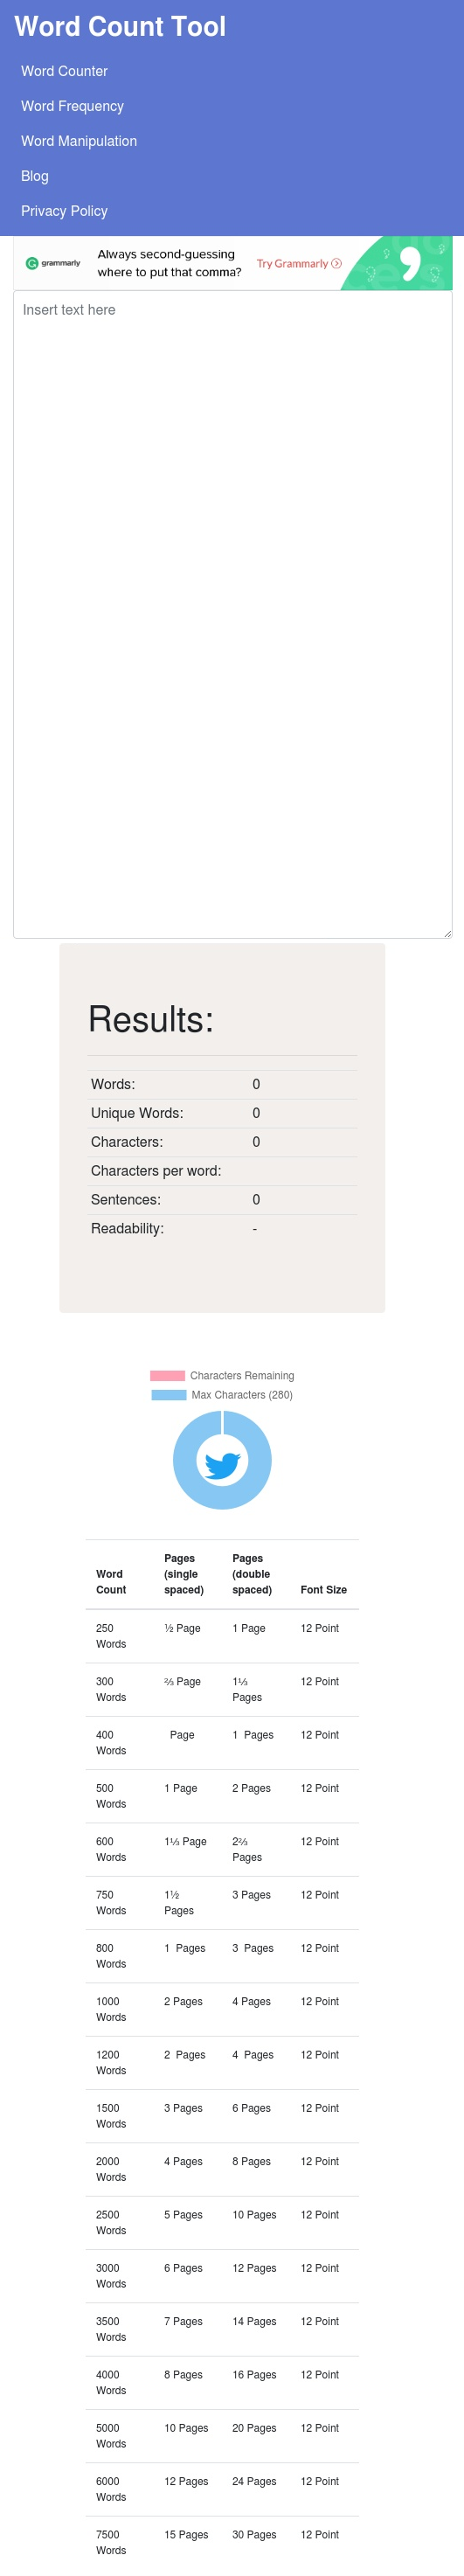 Word Count Tool
Word Counter
Word Frequency
Word Manipulation
Blog
Privacy Policy
grammarly
Always second-guessing
where to put that comma?
Try Grammarly
Insert text here
Results:
Words: 0
Unique Words: 0
Characters: 0
Characters per word:
Sentences: 0
Readability: -
Characters Remaining
Max Characters (280)
Word Count Pages (single spaced) Pages (double spaced) Font Size
250 Words ½ Page 1 Page 12 Point
300 Words ⅔ Page 1⅓ Pages 12 Point
400 Words Page 1 Pages 12 Point
500 Words 1 Page 2 Pages 12 Point
600 Words 1⅓ Page 2⅔ Pages 12 Point
750 Words 1½ Pages 3 Pages 12 Point
800 Words 1 Pages 3 Pages 12 Point
1000 Words 2 Pages 4 Pages 12 Point
1200 Words 2 Pages 4 Pages 12 Point
1500 Words 3 Pages 6 Pages 12 Point
2000 Words 4 Pages 8 Pages 12 Point
2500 Words 5 Pages 10 Pages 12 Point
3000 Words 6 Pages 12 Pages 12 Point
3500 Words 7 Pages 14 Pages 12 Point
4000 Words 8 Pages 16 Pages 12 Point
5000 Words 10 Pages 20 Pages 12 Point
6000 Words 12 Pages 24 Pages 12 Point
7500 Words 15 Pages 30 Pages 12 Point